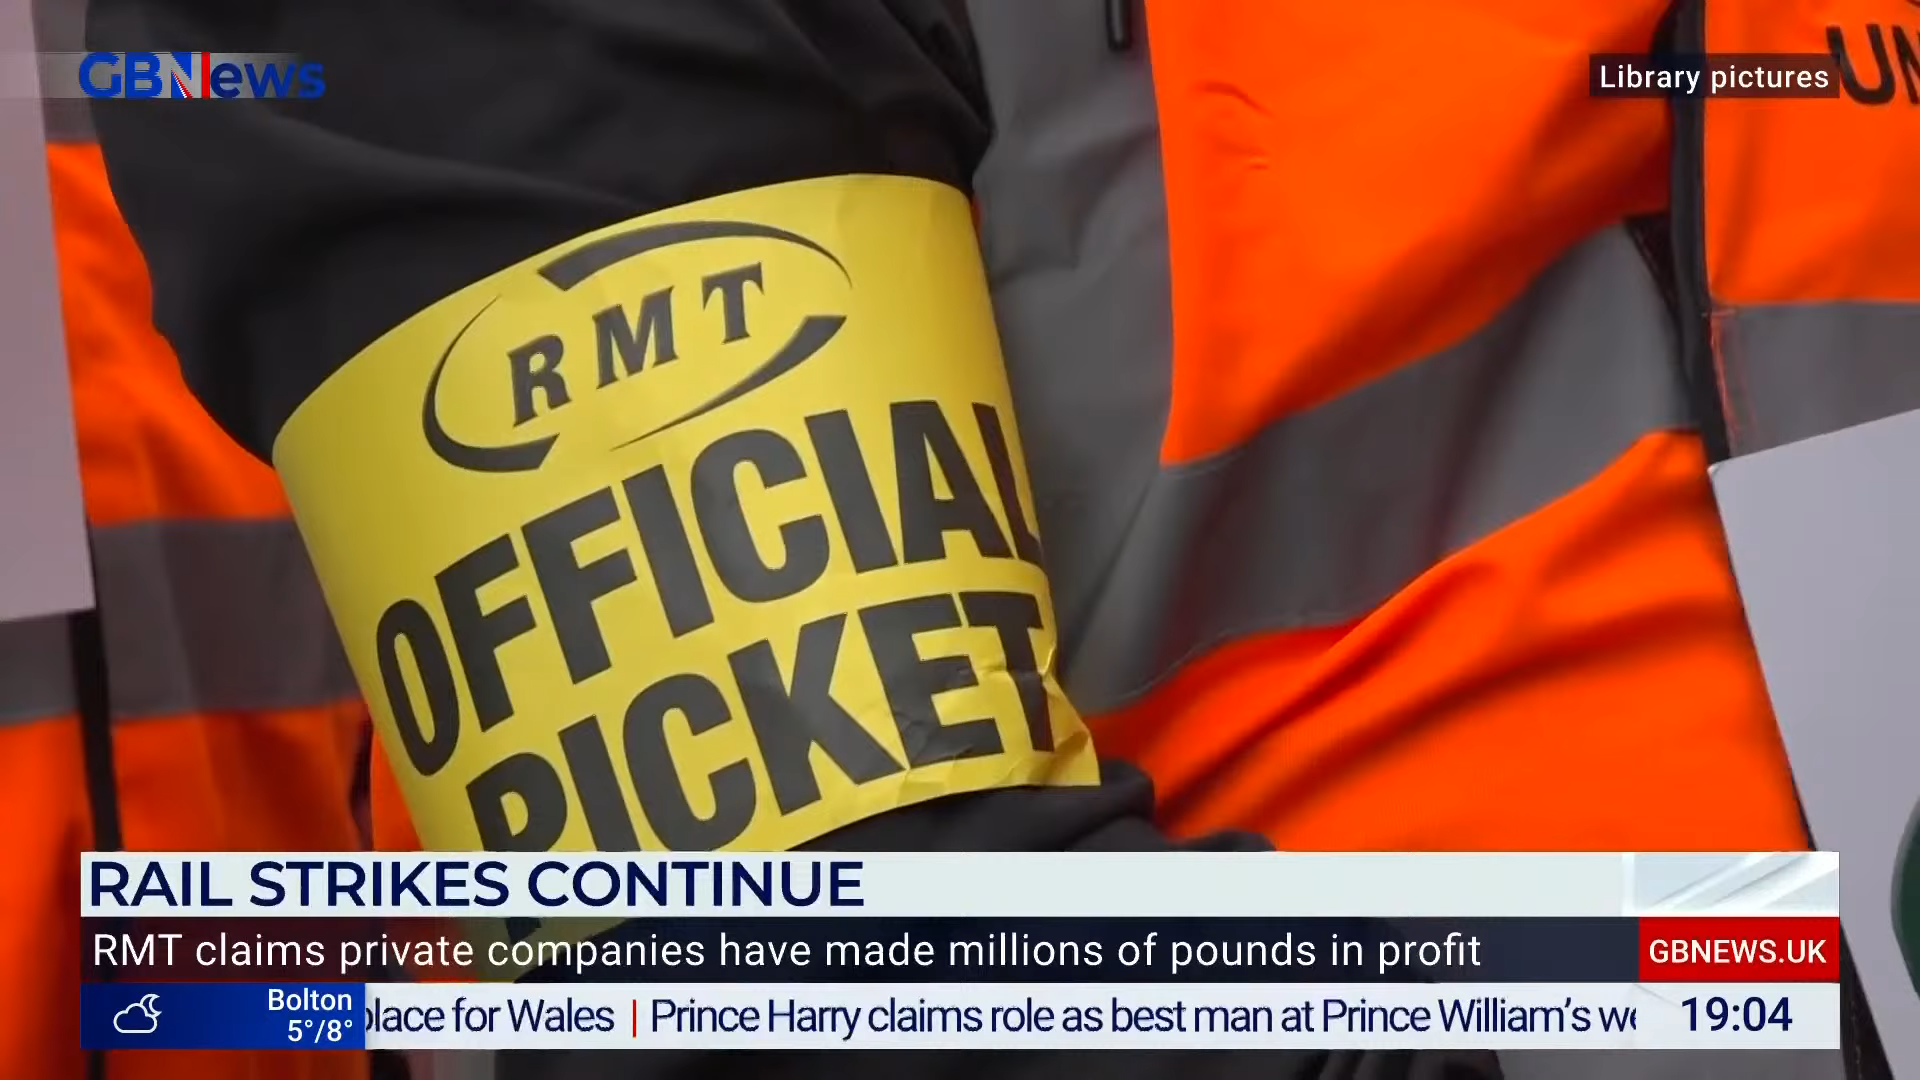 GBNews
Library pictures
UN
RMT
OFFICIAL
PICKET
RAIL STRIKES CONTINUE
RMT claims private companies have made millions of pounds in profit
GBNEWS.UK
Bolton
5°/8°
place for Wales | Prince Harry claims role as best man at Prince William's we
19:04